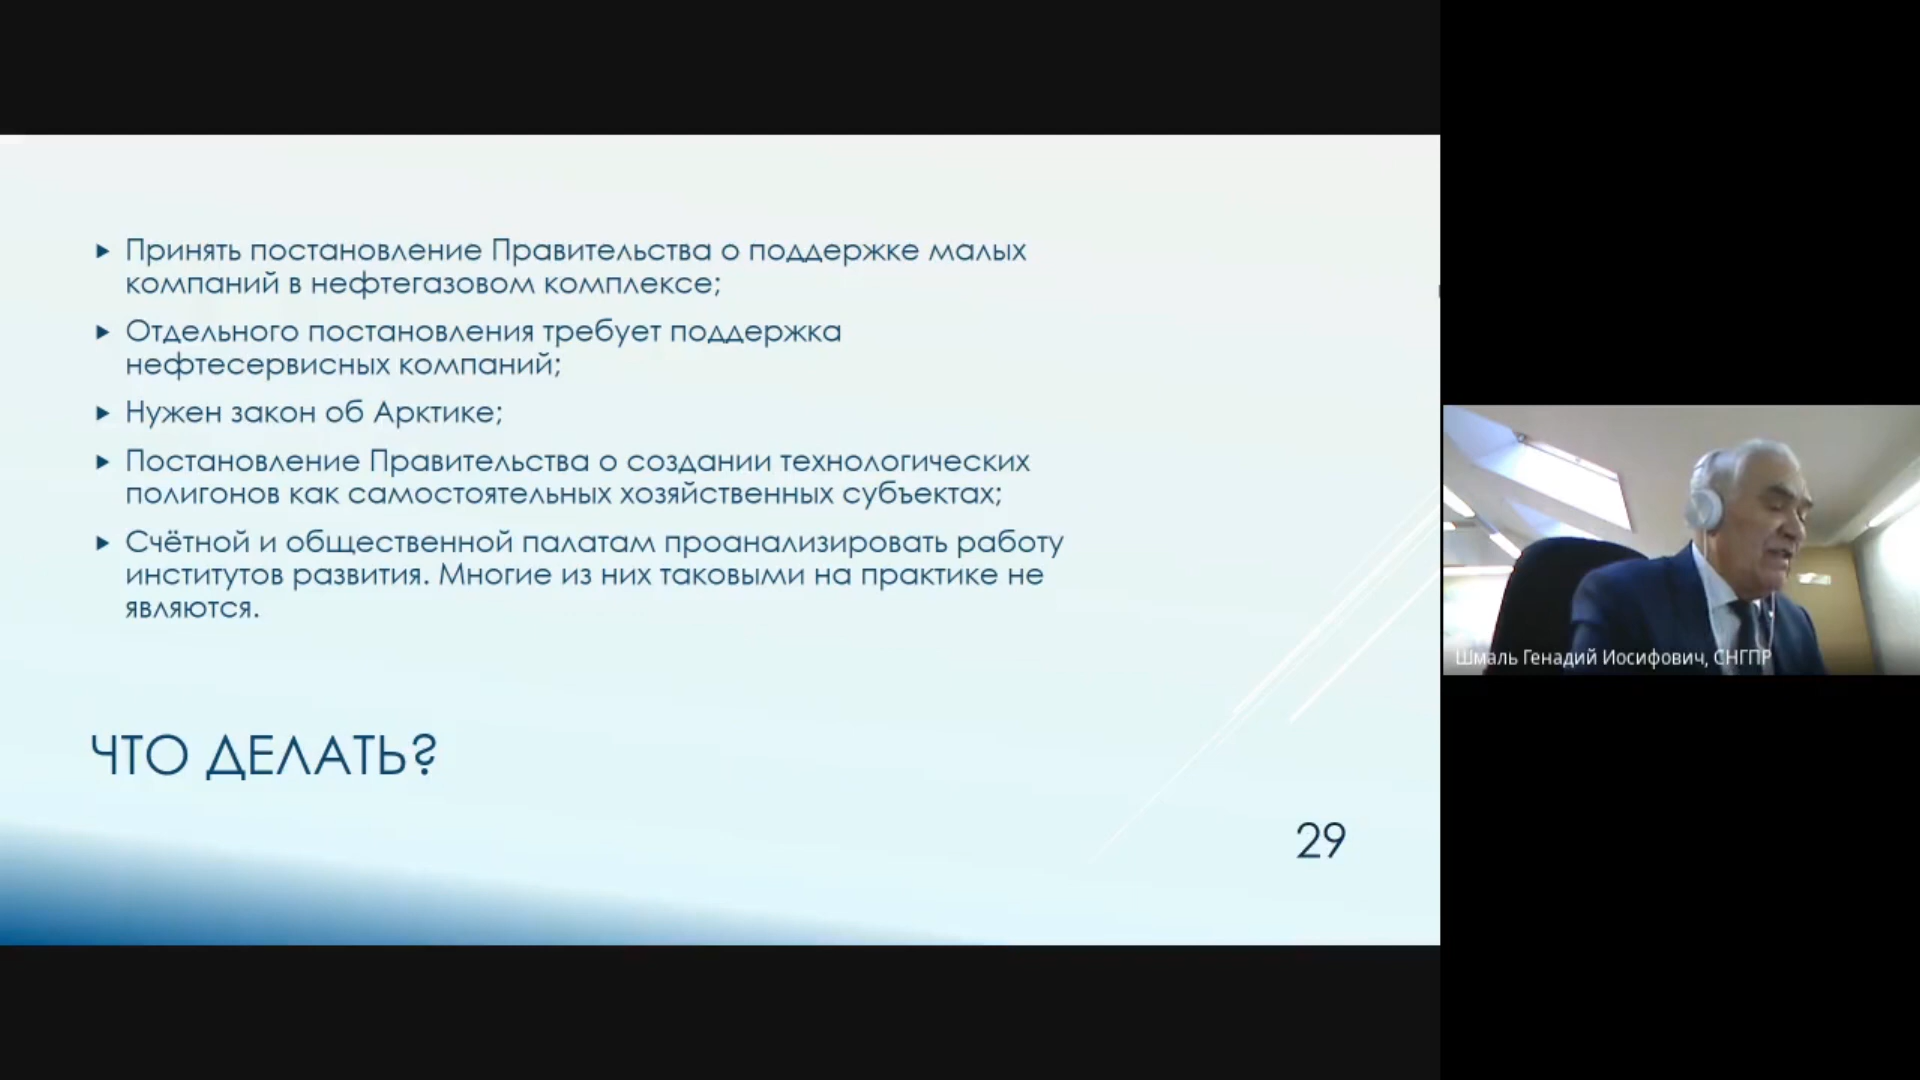 Принять постановление Правительства о поддержке малых
компаний в нефтегазовом комплексе;
Отдельного постановления требует поддержка
нефтесервисных компаний;
Нужен закон об Арктике;
Постановление Правительства о создании технологических
полигонов как самостоятельных хозяйственных субъектах;
Счётной и общественной палатам проанализировать работу
институтов развития. Многие из них таковыми на практике не
являются.
ЧТО ДЕЛАТЬ?
29
Шмаль Генадий Иосифович, СНГПР